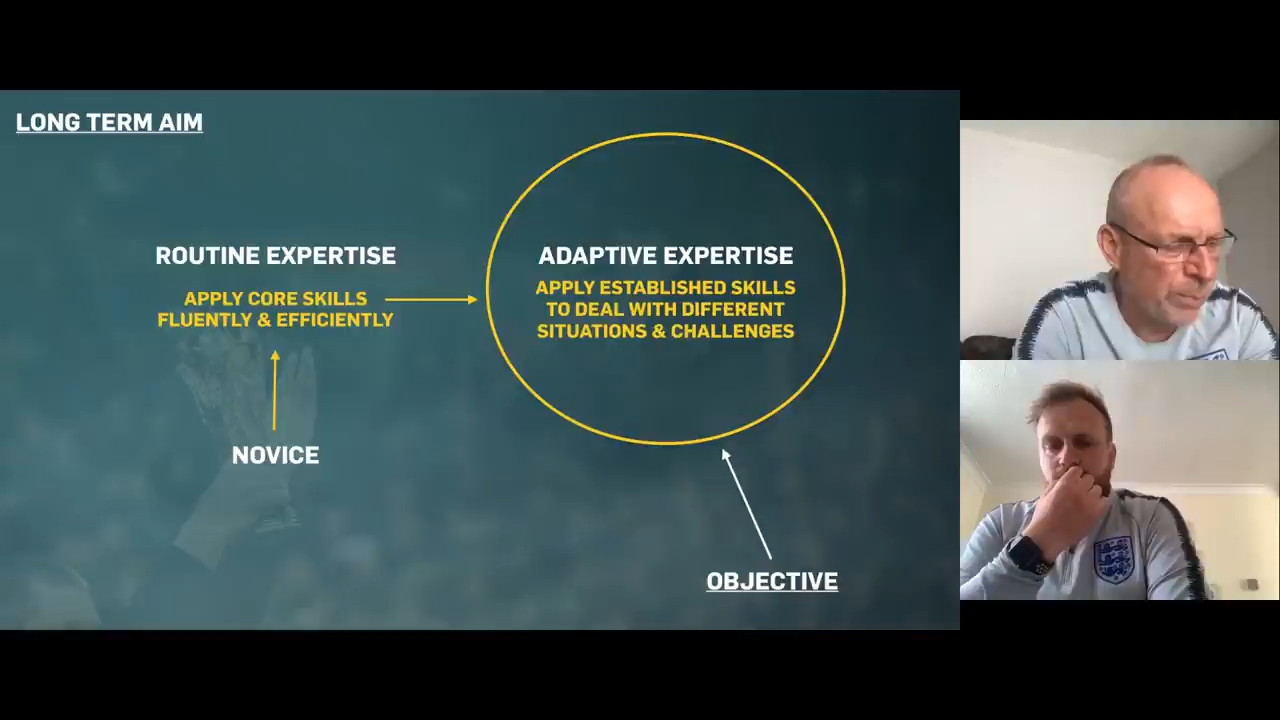 LONG TERM AIM
ROUTINE EXPERTISE
APPLY CORE SKILLS
FLUENTLY & EFFICIENTLY
NOVICE
ADAPTIVE EXPERTISE
APPLY ESTABLISHED SKILLS
TO DEAL WITH DIFFERENT
SITUATIONS & CHALLENGES
OBJECTIVE